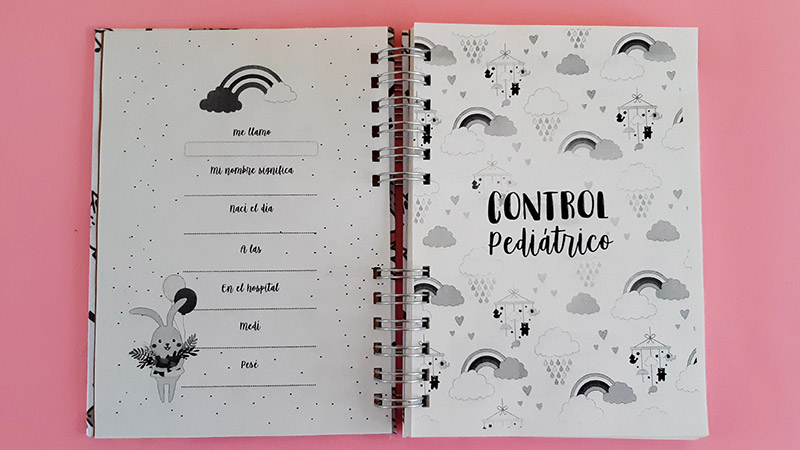 Me llamo
Mi nombre significa
Nací el día
A las
En el hospital
Medí
Pesé
CONTROL
Pediátrico